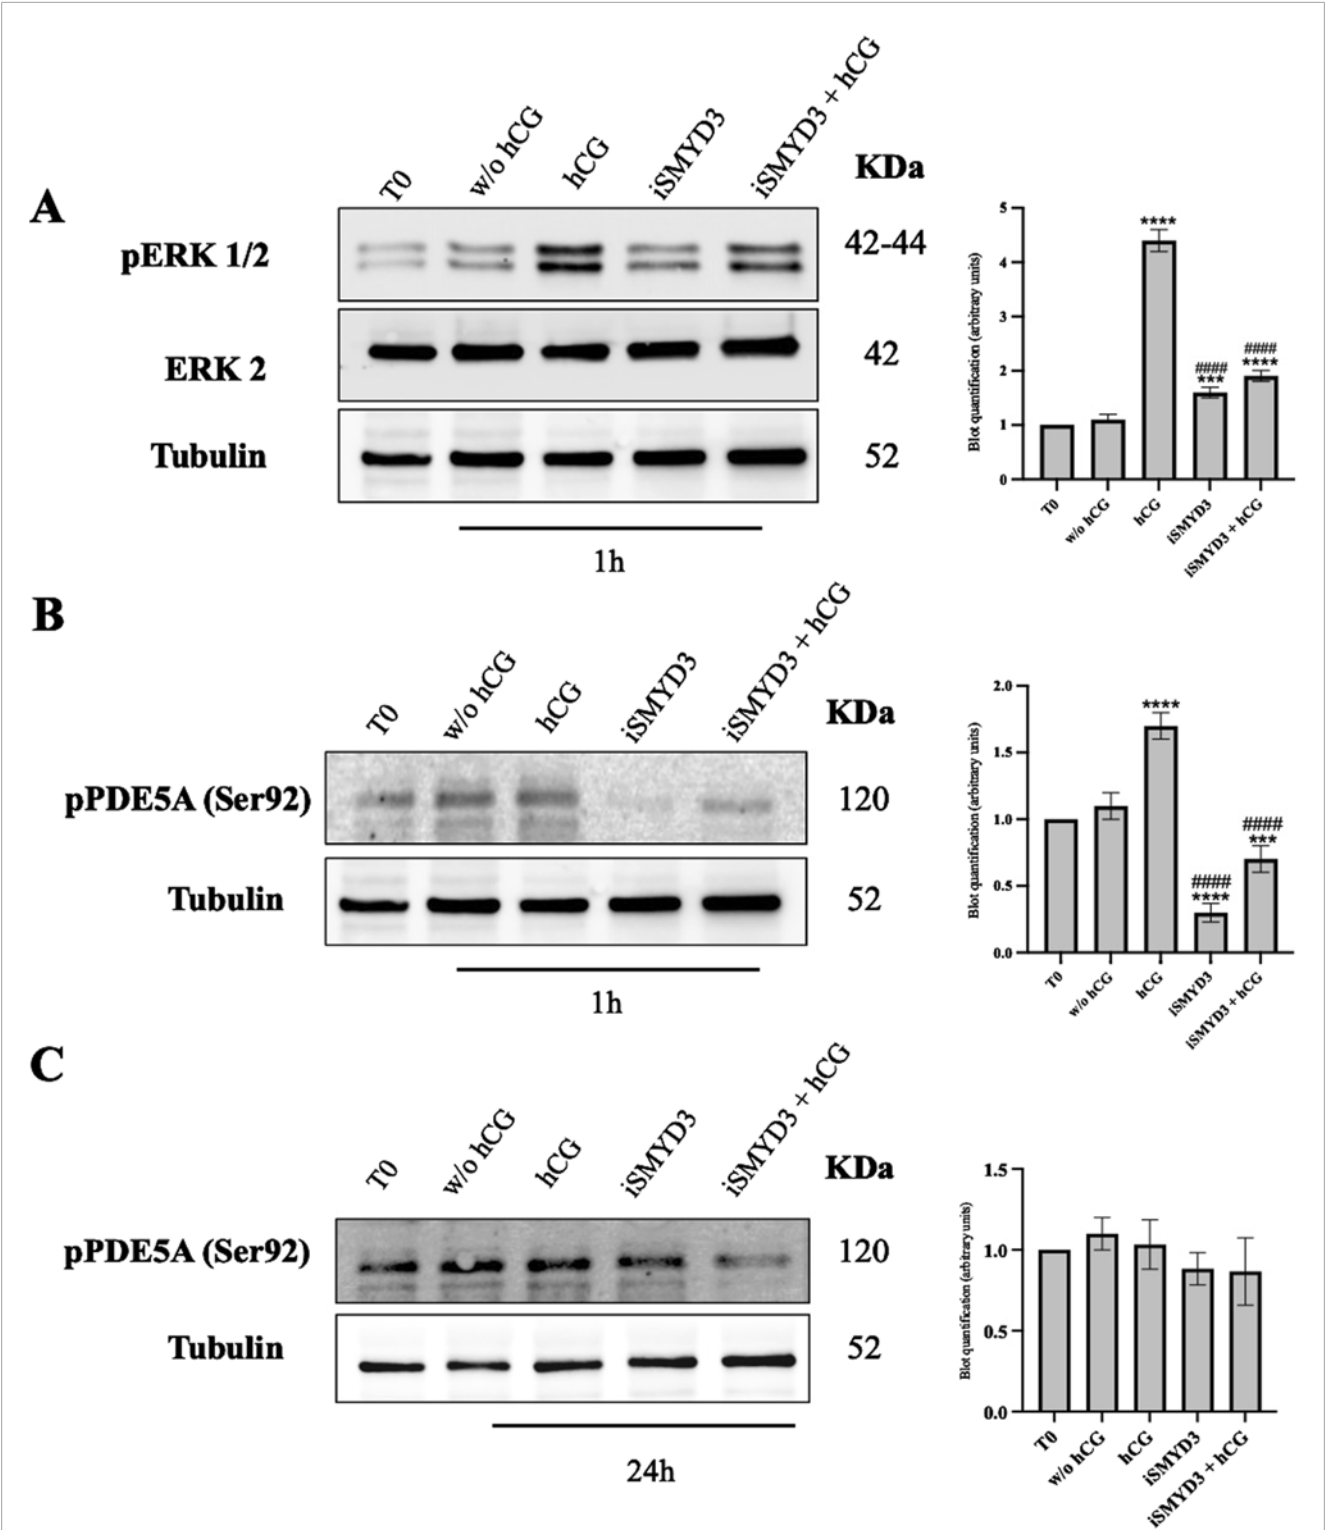 A
T0
w/o hCG
hCG
iSMYD3
iSMYD3 + hCG
KDa
pERK 1/2
42-44
ERK 2
42
Tubulin
52
1h
Blot quantification (arbitrary units)
5
4
3
2
1
0
****
####
***
####
****
T0
w/o hCG
hCG
iSMYD3
iSMYD3 + hCG
B
T0
w/o hCG
hCG
iSMYD3
iSMYD3 + hCG
KDa
pPDE5A (Ser92)
120
Tubulin
52
1h
Blot quantification (arbitrary units)
2.0
1.5
1.0
0.5
0.0
****
####
****
####
***
T0
w/o hCG
hCG
iSMYD3
iSMYD3 + hCG
C
T0
w/o hCG
hCG
iSMYD3
iSMYD3 + hCG
KDa
pPDE5A (Ser92)
120
Tubulin
52
24h
Blot quantification (arbitrary units)
1.5
1.0
0.5
0.0
T0
w/o hCG
hCG
iSMYD3
iSMYD3 + hCG